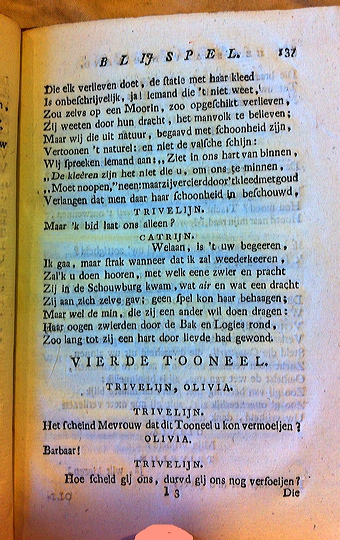 BLIJSPEL. 137
Die elk verlieven doet, de statie met haar kleed
Is onbeschrijvelijk, ja! iemand die 't niet weet,
Zou zelvs op een Moorin, zoo opgeschikt verlieven,
Zij weeten door hun dracht, het manvolk te believen;
Maar wij die uit natuur, begaavd met schoonheid zijn,
Vertoonen 't naturel: en niet de valsche schijn:
Wij spreeken iemand aan; ,, Ziet in ons hart van binnen,
,, De kleêren zijn het niet die u, om ons te minnen,
,, Moet noopen, ''neen: maar zij verciered door 't kleed met goud
Verlangen dat men daar haar schoonheid in beschouwd,
TRIVELIJN.
Maar 'k bid laat ons alleen?
CATRIJN.
Welaan, is 't uw begeeren,
Ik gaa, maar strak wanneer dat ik zal weederkeeren,
Zal 'k u doen hooren, met welk eene zwier en pracht
Zij in de Schouwburg kwam, wat air en wat een dracht
Zij aan zich zelve gav; geen spel kon haar behaagen;
Maar wel de min, die zij een ander wil doen dragen:
Haar oogen zwierden door de Bak en Logies rond,
Zoo lang tot zij een hart door lievde had gewond.
VIERDE TOONEEL.
TRIVELIJN, OLIVIA.
TRIVELIJN.
Het scheind Mevrouw dat dit Tooneel u kon vermoeijen?
OLIVIA.
Barbaar!
TRIVELIJN.
Hoe scheld gij ons, durvd gij ons nog verfoeijen?
I 3 Die